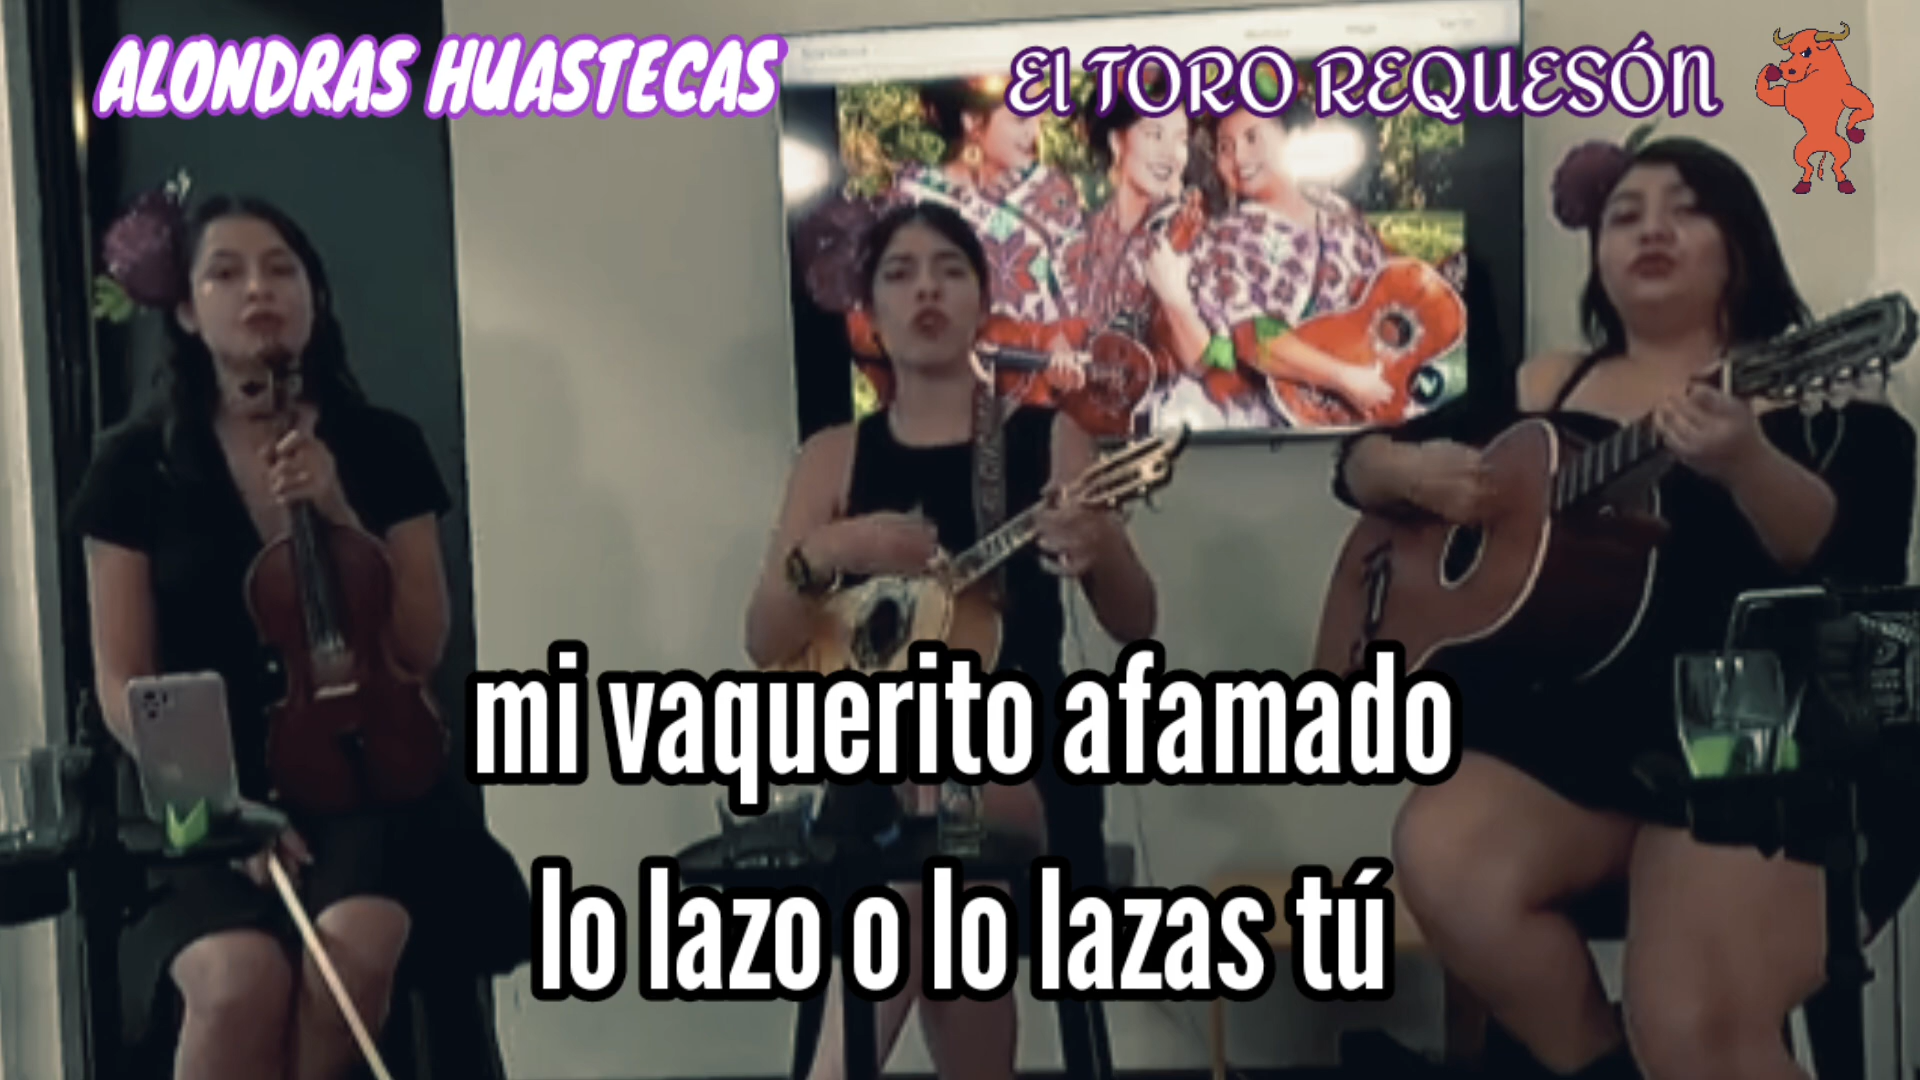 ALONDRAS HUASTECAS
El TORO REQUESÓN
mi vaquerito afamado
lo lazo o lo lazas tú